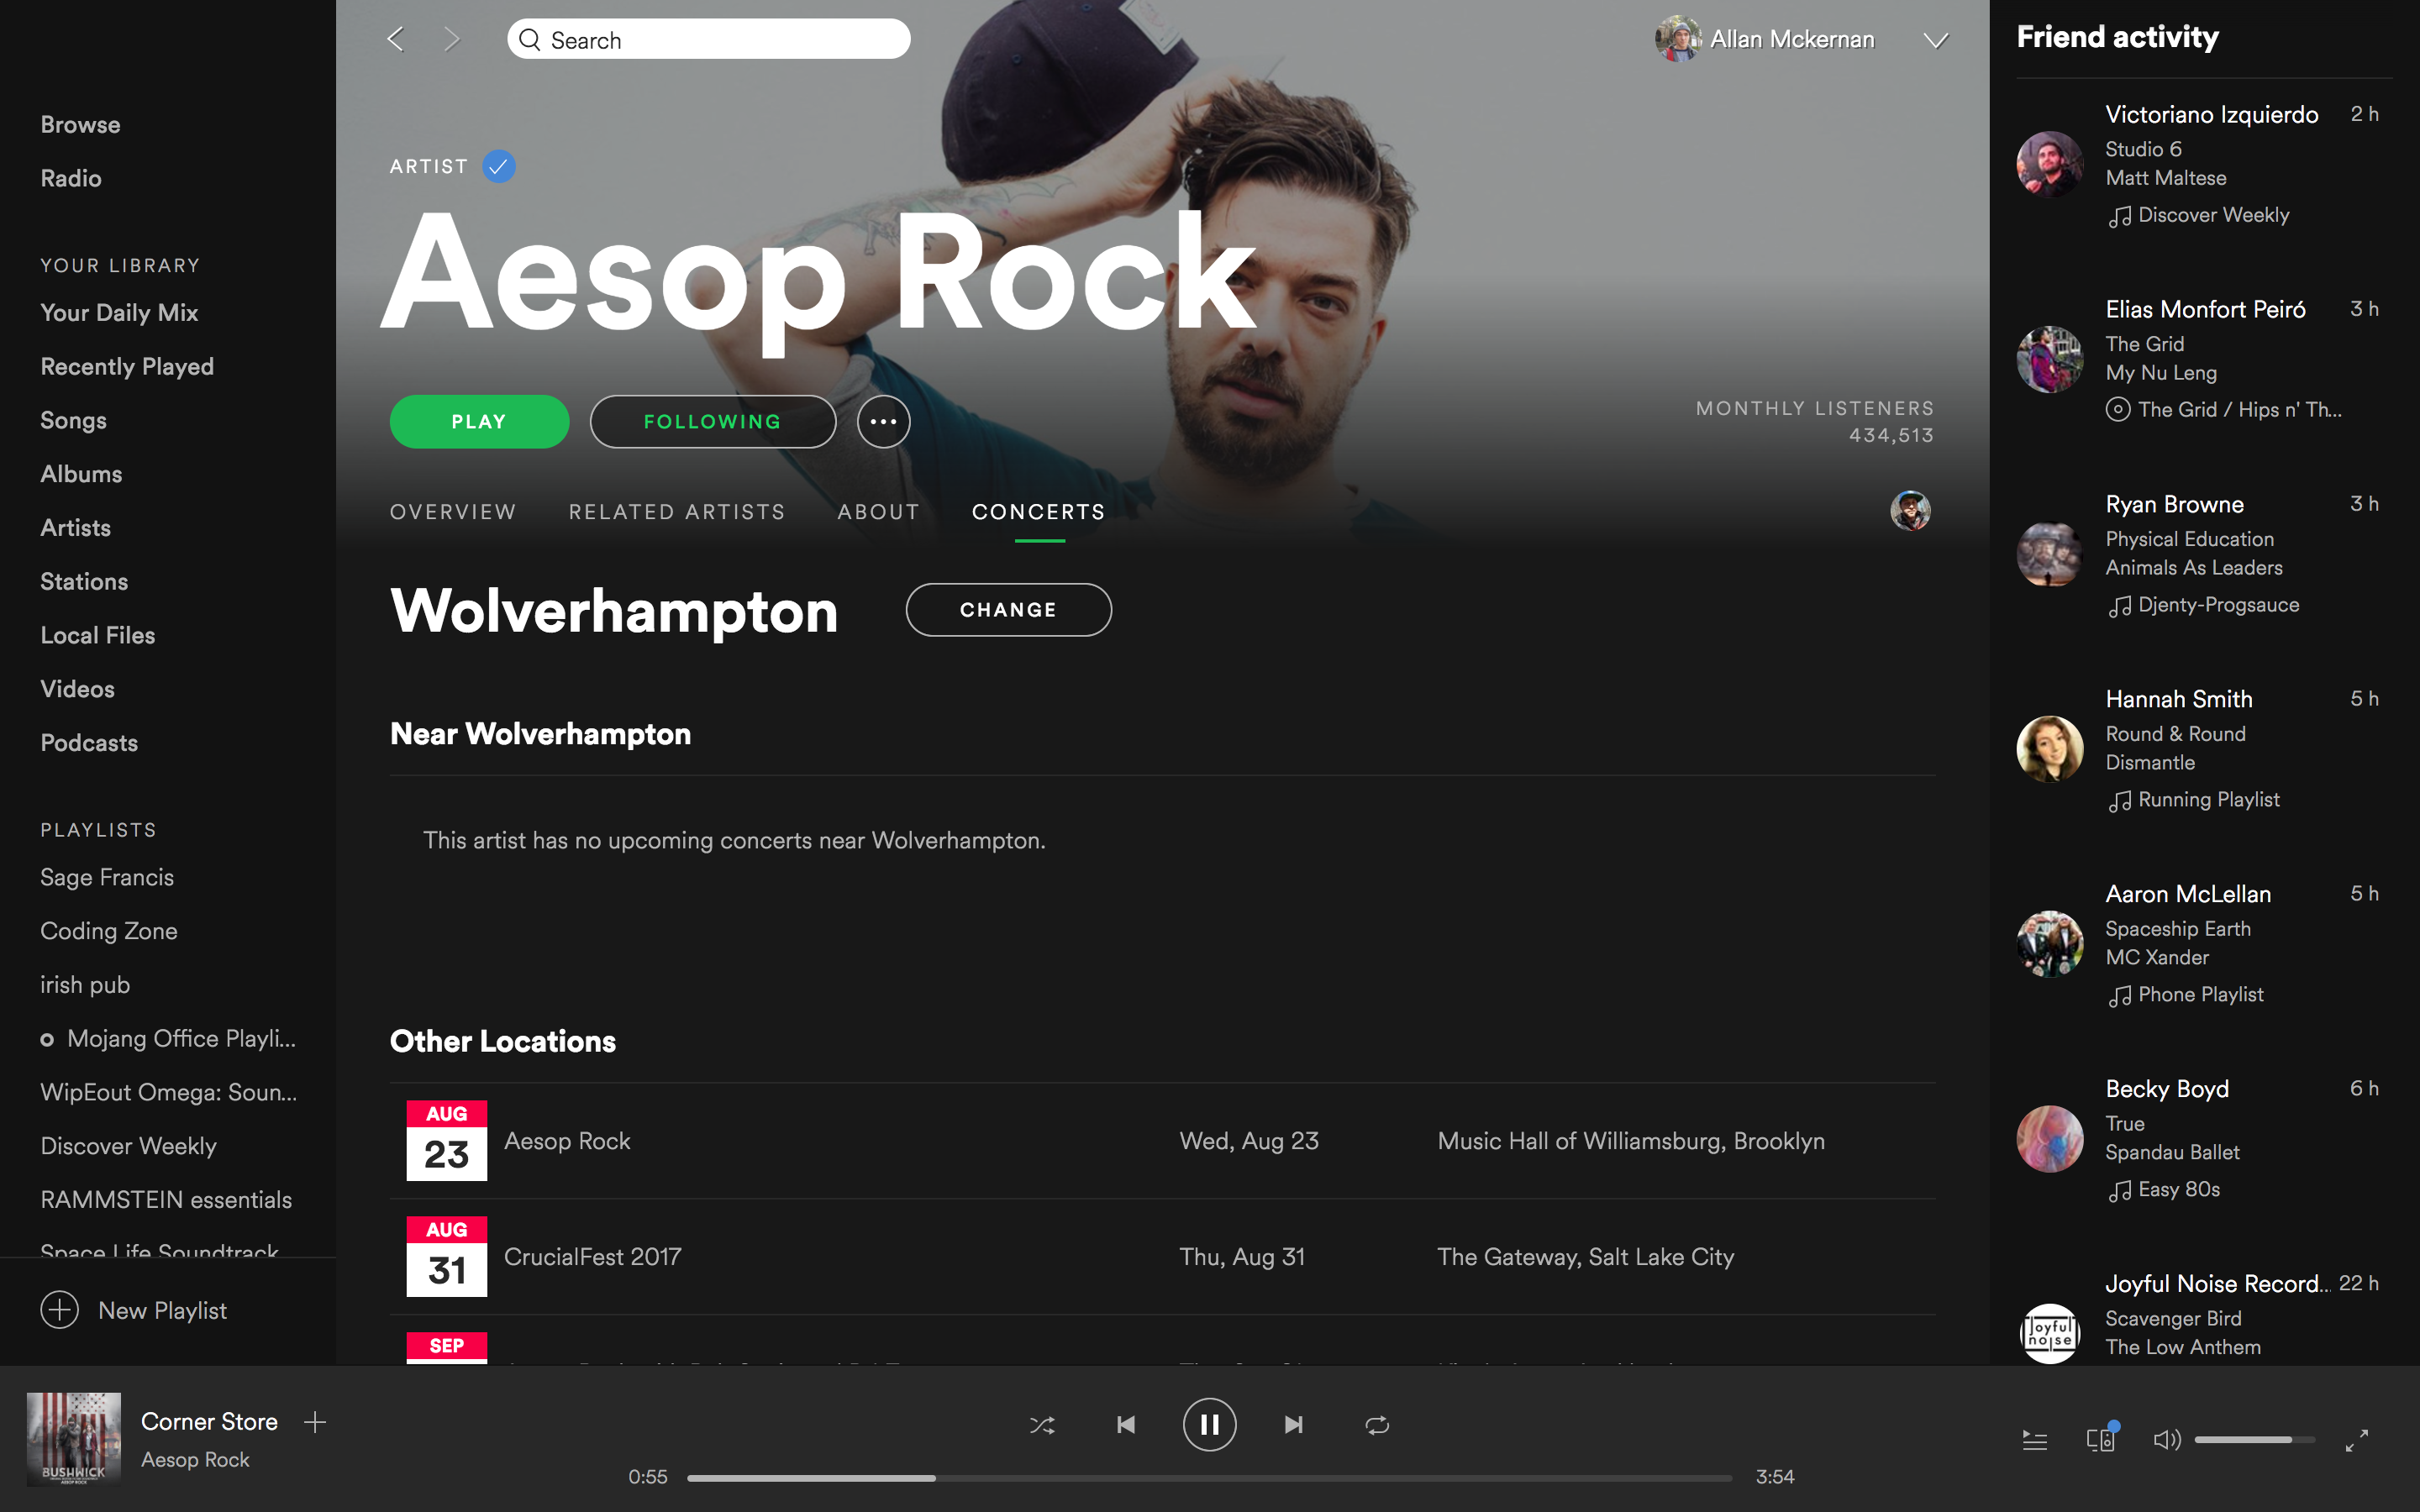 Browse
Radio
YOUR LIBRARY
Your Daily Mix
Recently Played
Songs
Albums
Artists
Stations
Local Files
Videos
Podcasts
PLAYLISTS
Sage Francis
Coding Zone
irish pub
Mojang Office Playli...
WipEout Omega: Soun...
Discover Weekly
RAMMSTEIN essentials
Space Life Soundtrack
New Playlist
Search
Allan Mckernan
ARTIST
Aesop Rock
PLAY
FOLLOWING
MONTHLY LISTENERS
434,513
OVERVIEW
RELATED ARTISTS
ABOUT
CONCERTS
Wolverhampton
CHANGE
Near Wolverhampton
This artist has no upcoming concerts near Wolverhampton.
Other Locations
AUG
23
Aesop Rock
Wed, Aug 23
Music Hall of Williamsburg, Brooklyn
AUG
31
CrucialFest 2017
Thu, Aug 31
The Gateway, Salt Lake City
SEP
Friend activity
Victoriano Izquierdo
2 h
Studio 6
Matt Maltese
Discover Weekly
Elias Monfort Peiró
3 h
The Grid
My Nu Leng
The Grid / Hips n' Th...
Ryan Browne
3 h
Physical Education
Animals As Leaders
Djenty-Progsauce
Hannah Smith
5 h
Round & Round
Dismantle
Running Playlist
Aaron McLellan
5 h
Spaceship Earth
MC Xander
Phone Playlist
Becky Boyd
6 h
True
Spandau Ballet
Easy 80s
Joyful Noise Record...
22 h
Scavenger Bird
The Low Anthem
joyful
noise
BUSHWICK
AESOP ROCK
Corner Store
Aesop Rock
0:55
3:54